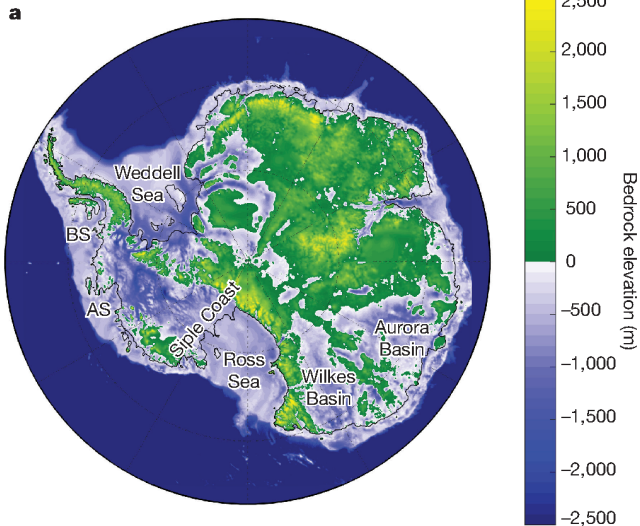 a
Weddell
Sea
BS
AS
Siple Coast
Ross
Sea
Wilkes
Basin
Aurora
Basin
2,500
2,000
1,500
1,000
500
0
–500
–1,000
–1,500
–2,000
–2,500
Bedrock elevation (m)